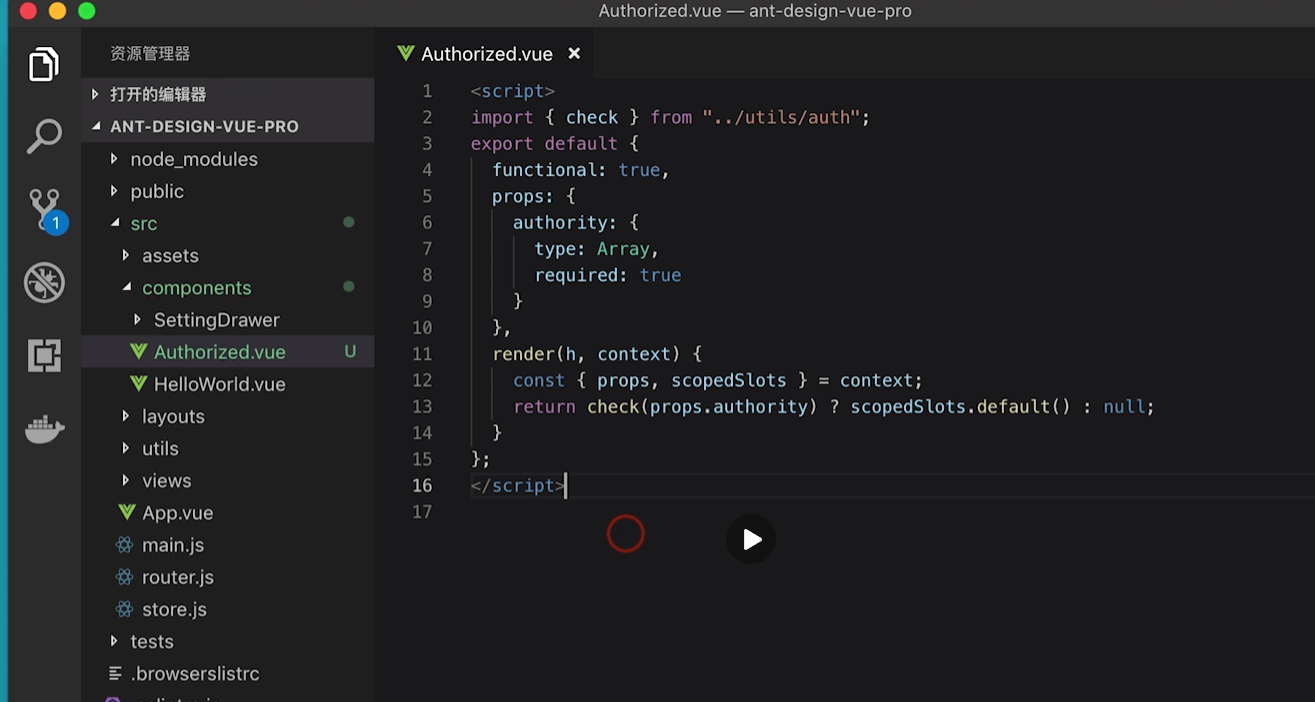 Authorized.vue — ant-design-vue-pro
资源管理器
打开的编辑器
ANT-DESIGN-VUE-PRO
node_modules
public
src
assets
components
SettingDrawer
Authorized.vue U
HelloWorld.vue
layouts
utils
views
App.vue
main.js
router.js
store.js
tests
.browserslistrc
1
Authorized.vue ×
1 <script>
2 import { check } from "../utils/auth";
3 export default {
4 functional: true,
5 props: {
6 authority: {
7 type: Array,
8 required: true
9 }
10 },
11 render(h, context) {
12 const { props, scopedSlots } = context;
13 return check(props.authority) ? scopedSlots.default() : null;
14 }
15 };
16 </script>
17